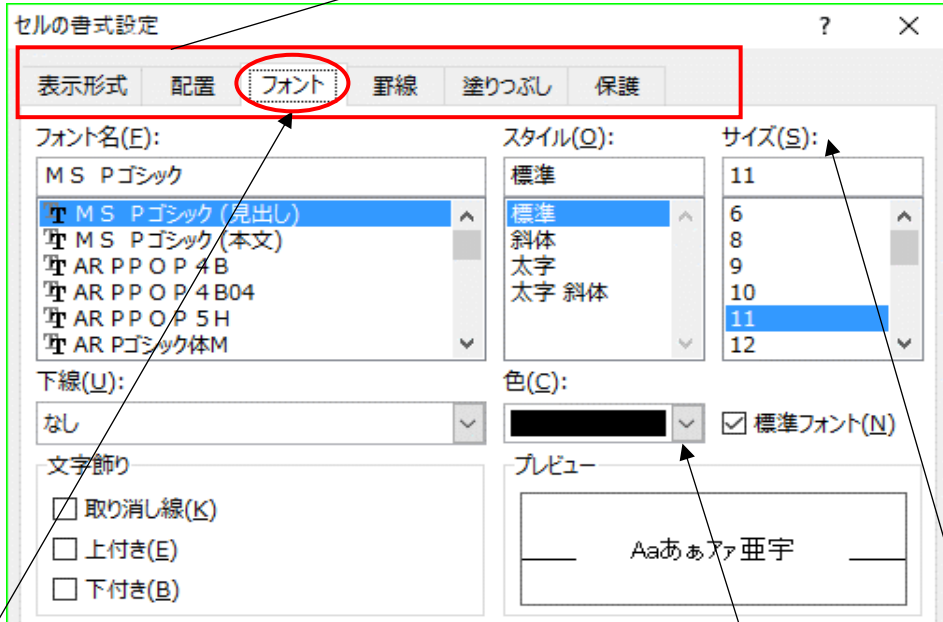 セルの書式設定 ? ×
表示形式 配置 フォント 罫線 塗りつぶし 保護
フォント名(F): スタイル(O): サイズ(S):
ＭＳ Ｐゴシック 標準 11
ＭＳ Ｐゴシック (見出し) 標準 6
ＭＳ Ｐゴシック (本文) 斜体 8
AR PPOP4B 太字 9
AR PPOP4B04 太字 斜体 10
AR PPOP5H 11
AR Pゴシック体M 12
下線(U): 色(C):
なし 標準フォント(N)
文字飾り プレビュー
取り消し線(K)
上付き(E) Aaあぁアァ亜宇
下付き(B)